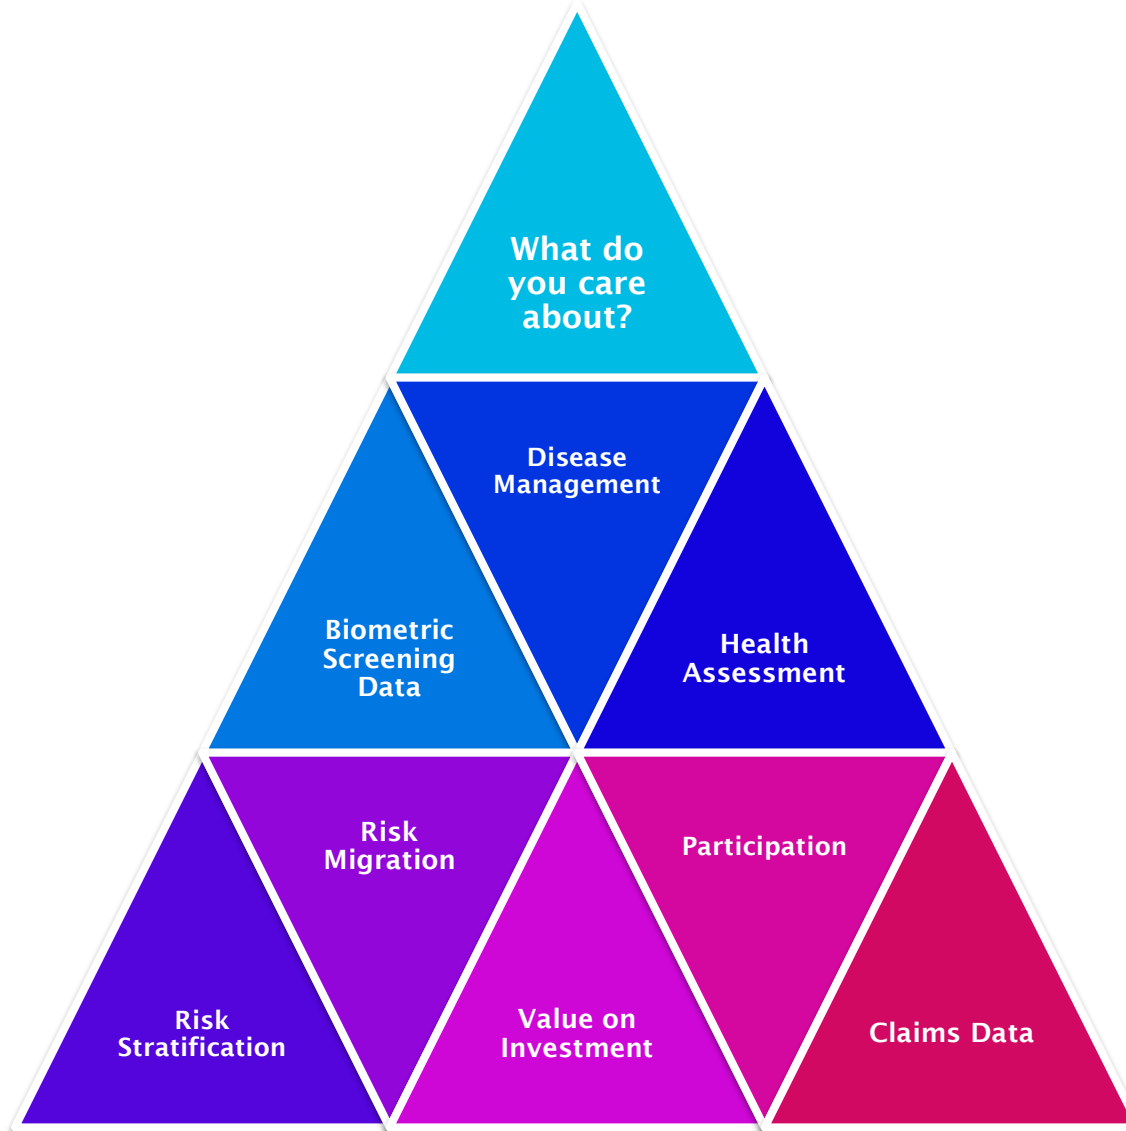 What do
you care
about?
Disease
Management
Biometric
Screening
Data
Health
Assessment
Risk
Migration
Participation
Risk
Stratification
Value on
Investment
Claims Data